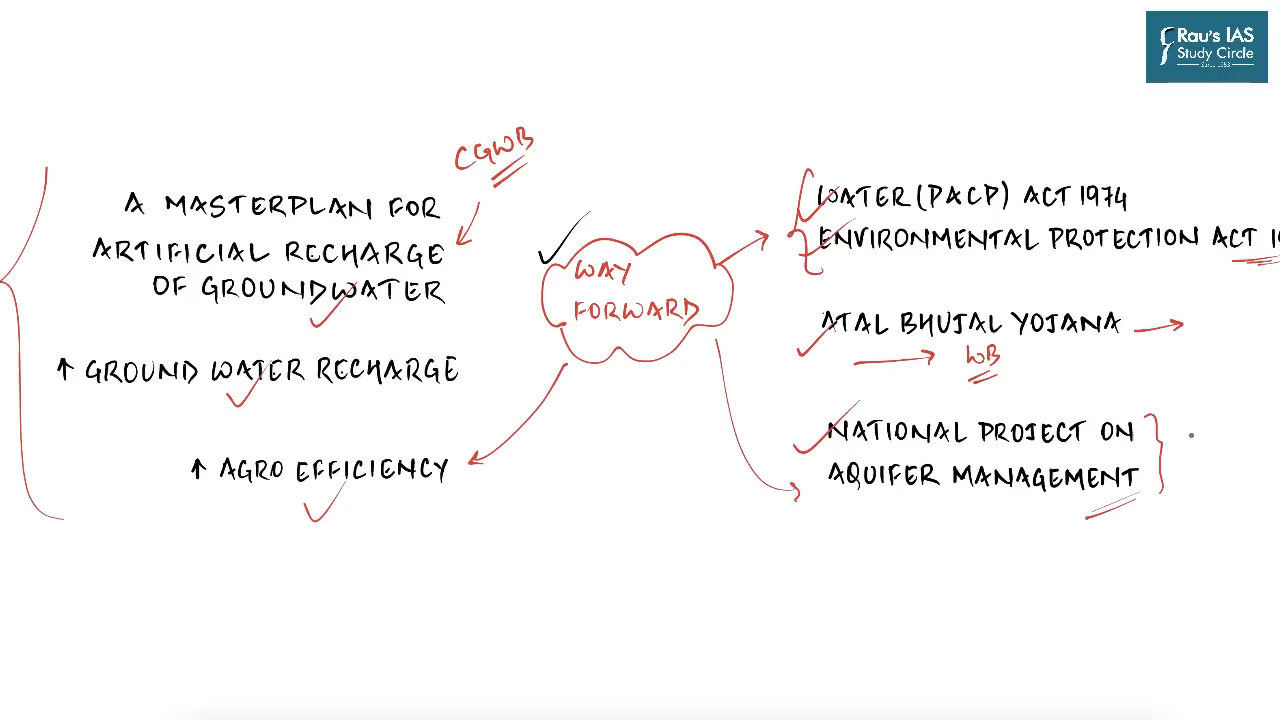 Rau's IAS
Study Circle
CGWB
A MASTERPLAN FOR
ARTIFICIAL RECHARGE
OF GROUNDWATER
↑ GROUND WATER RECHARGE
↑ AGRO EFFICIENCY
WAY
FORWARD
WATER (PACP) ACT 1974
ENVIRONMENTAL PROTECTION ACT 1
ATAL BHUJAL YOJANA
WB
NATIONAL PROJECT ON
AQUIFER MANAGEMENT